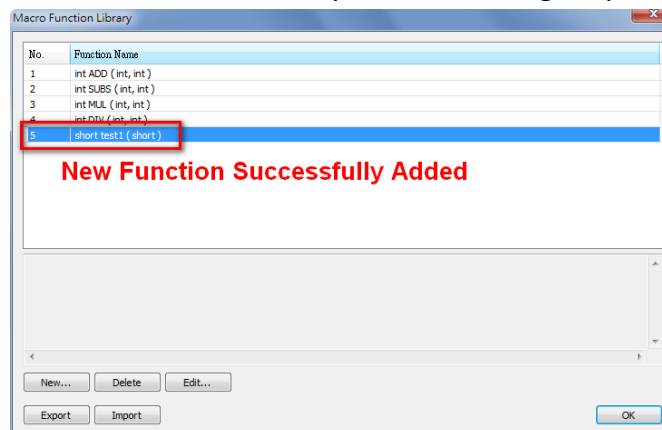 Macro Function Library
No. Function Name
1 int ADD ( int, int )
2 int SUBS ( int, int )
3 int MUL ( int, int )
4 int DIV ( int, int )
5 short test1 ( short )
New Function Successfully Added
New... Delete Edit...
Export Import OK